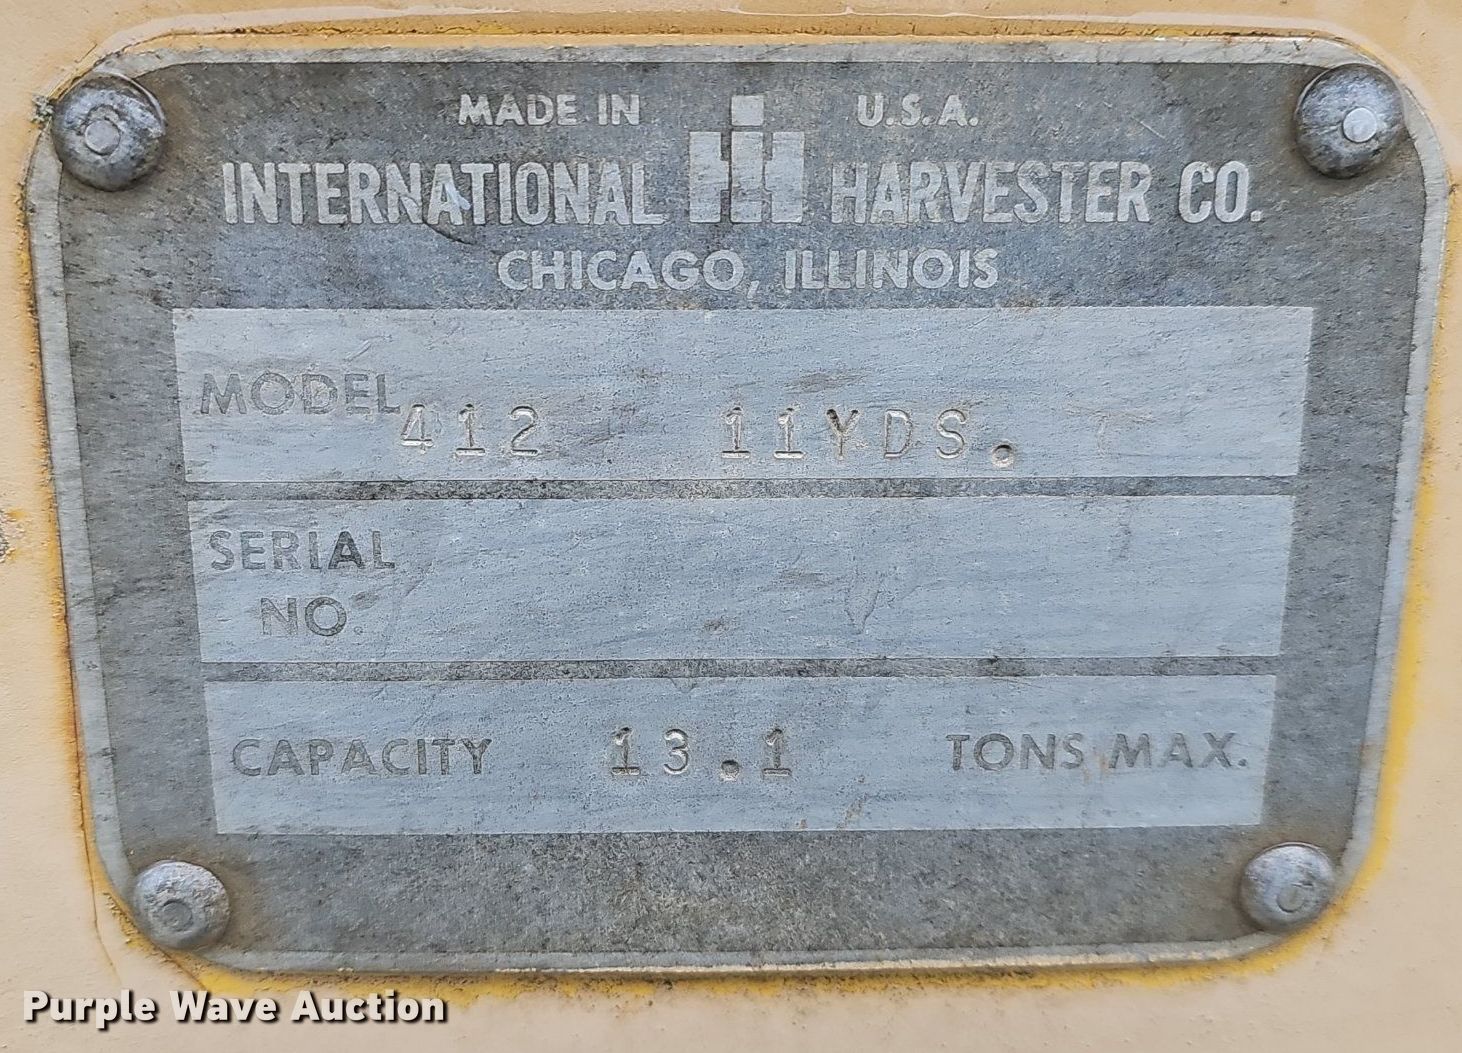 MADE IN U.S.A.
INTERNATIONAL IH HARVESTER CO.
CHICAGO, ILLINOIS
MODEL 412 11YDS.
SERIAL
NO.
CAPACITY 13.1 TONS MAX.
Purple Wave Auction